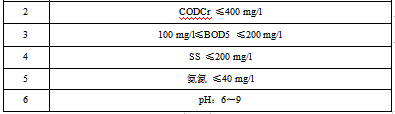 2 CODCr ≤400 mg/l
3 100 mg/l≤BOD5 ≤200 mg/l
4 SS ≤200 mg/l
5 氨氮 ≤40 mg/l
6 pH：6～9